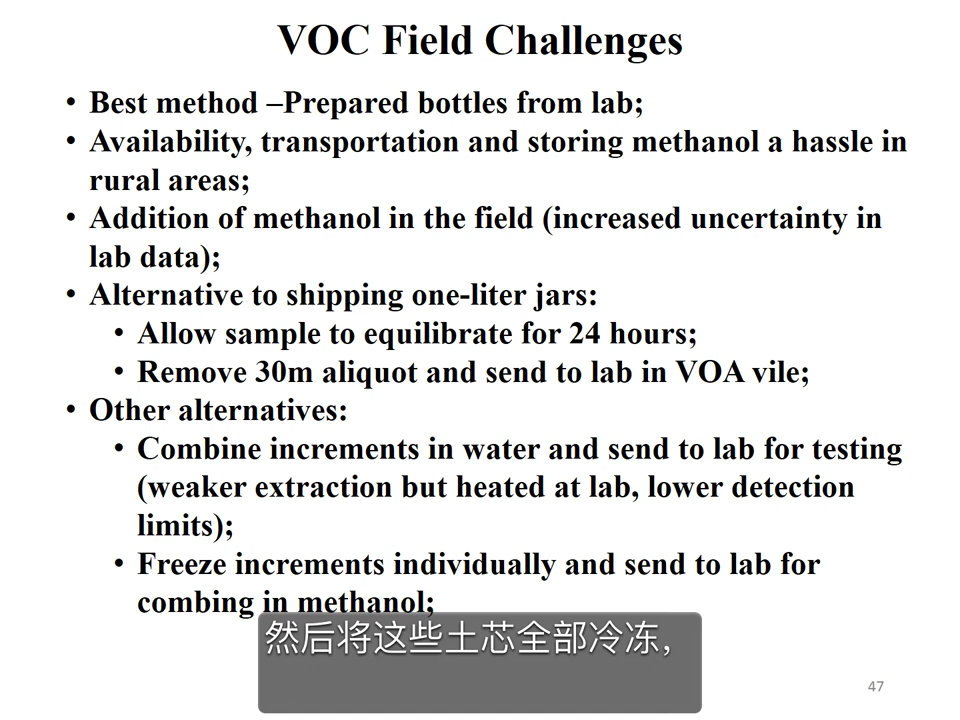 VOC Field Challenges
• Best method –Prepared bottles from lab;
• Availability, transportation and storing methanol a hassle in
rural areas;
• Addition of methanol in the field (increased uncertainty in
lab data);
• Alternative to shipping one-liter jars:
• Allow sample to equilibrate for 24 hours;
• Remove 30m aliquot and send to lab in VOA vile;
• Other alternatives:
• Combine increments in water and send to lab for testing
(weaker extraction but heated at lab, lower detection
limits);
• Freeze increments individually and send to lab for
combing in methanol;
然后将这些土芯全部冷冻，
47